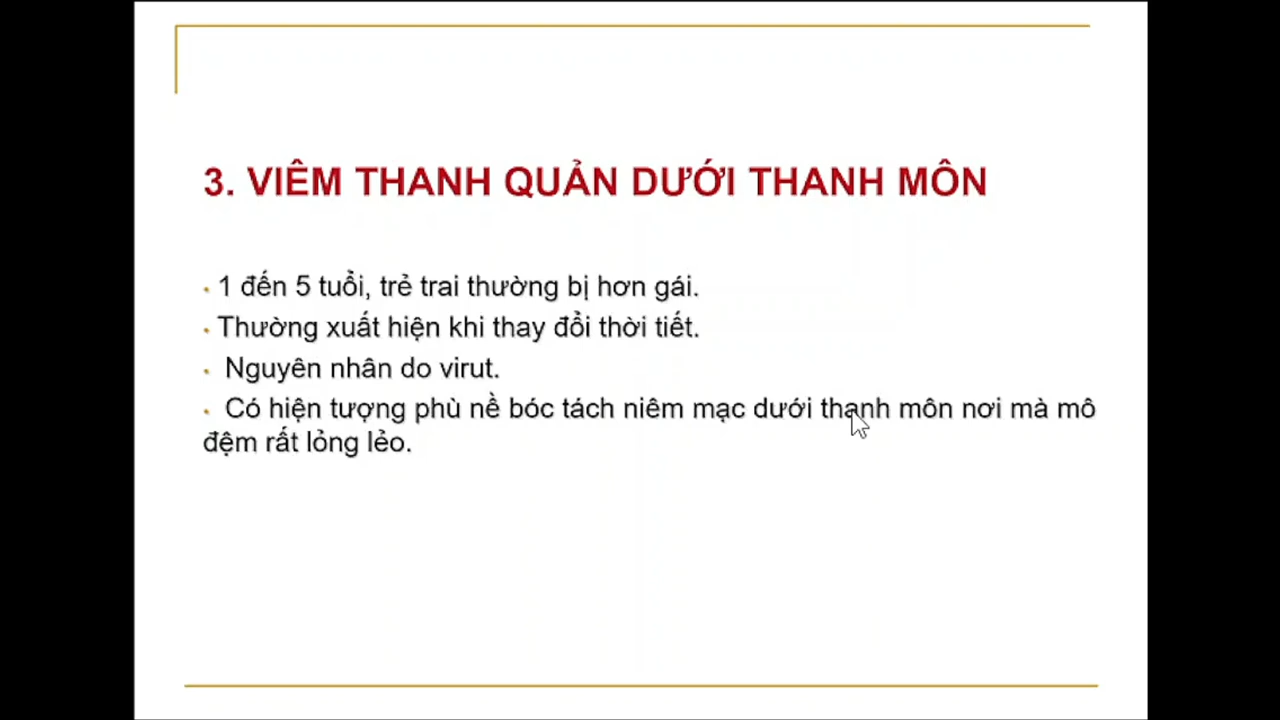 3. VIÊM THANH QUẢN DƯỚI THANH MÔN
• 1 đến 5 tuổi, trẻ trai thường bị hơn gái.
• Thường xuất hiện khi thay đổi thời tiết.
• Nguyên nhân do virut.
• Có hiện tượng phù nề bóc tách niêm mạc dưới thanh môn nơi mà mô
đệm rất lỏng lẻo.